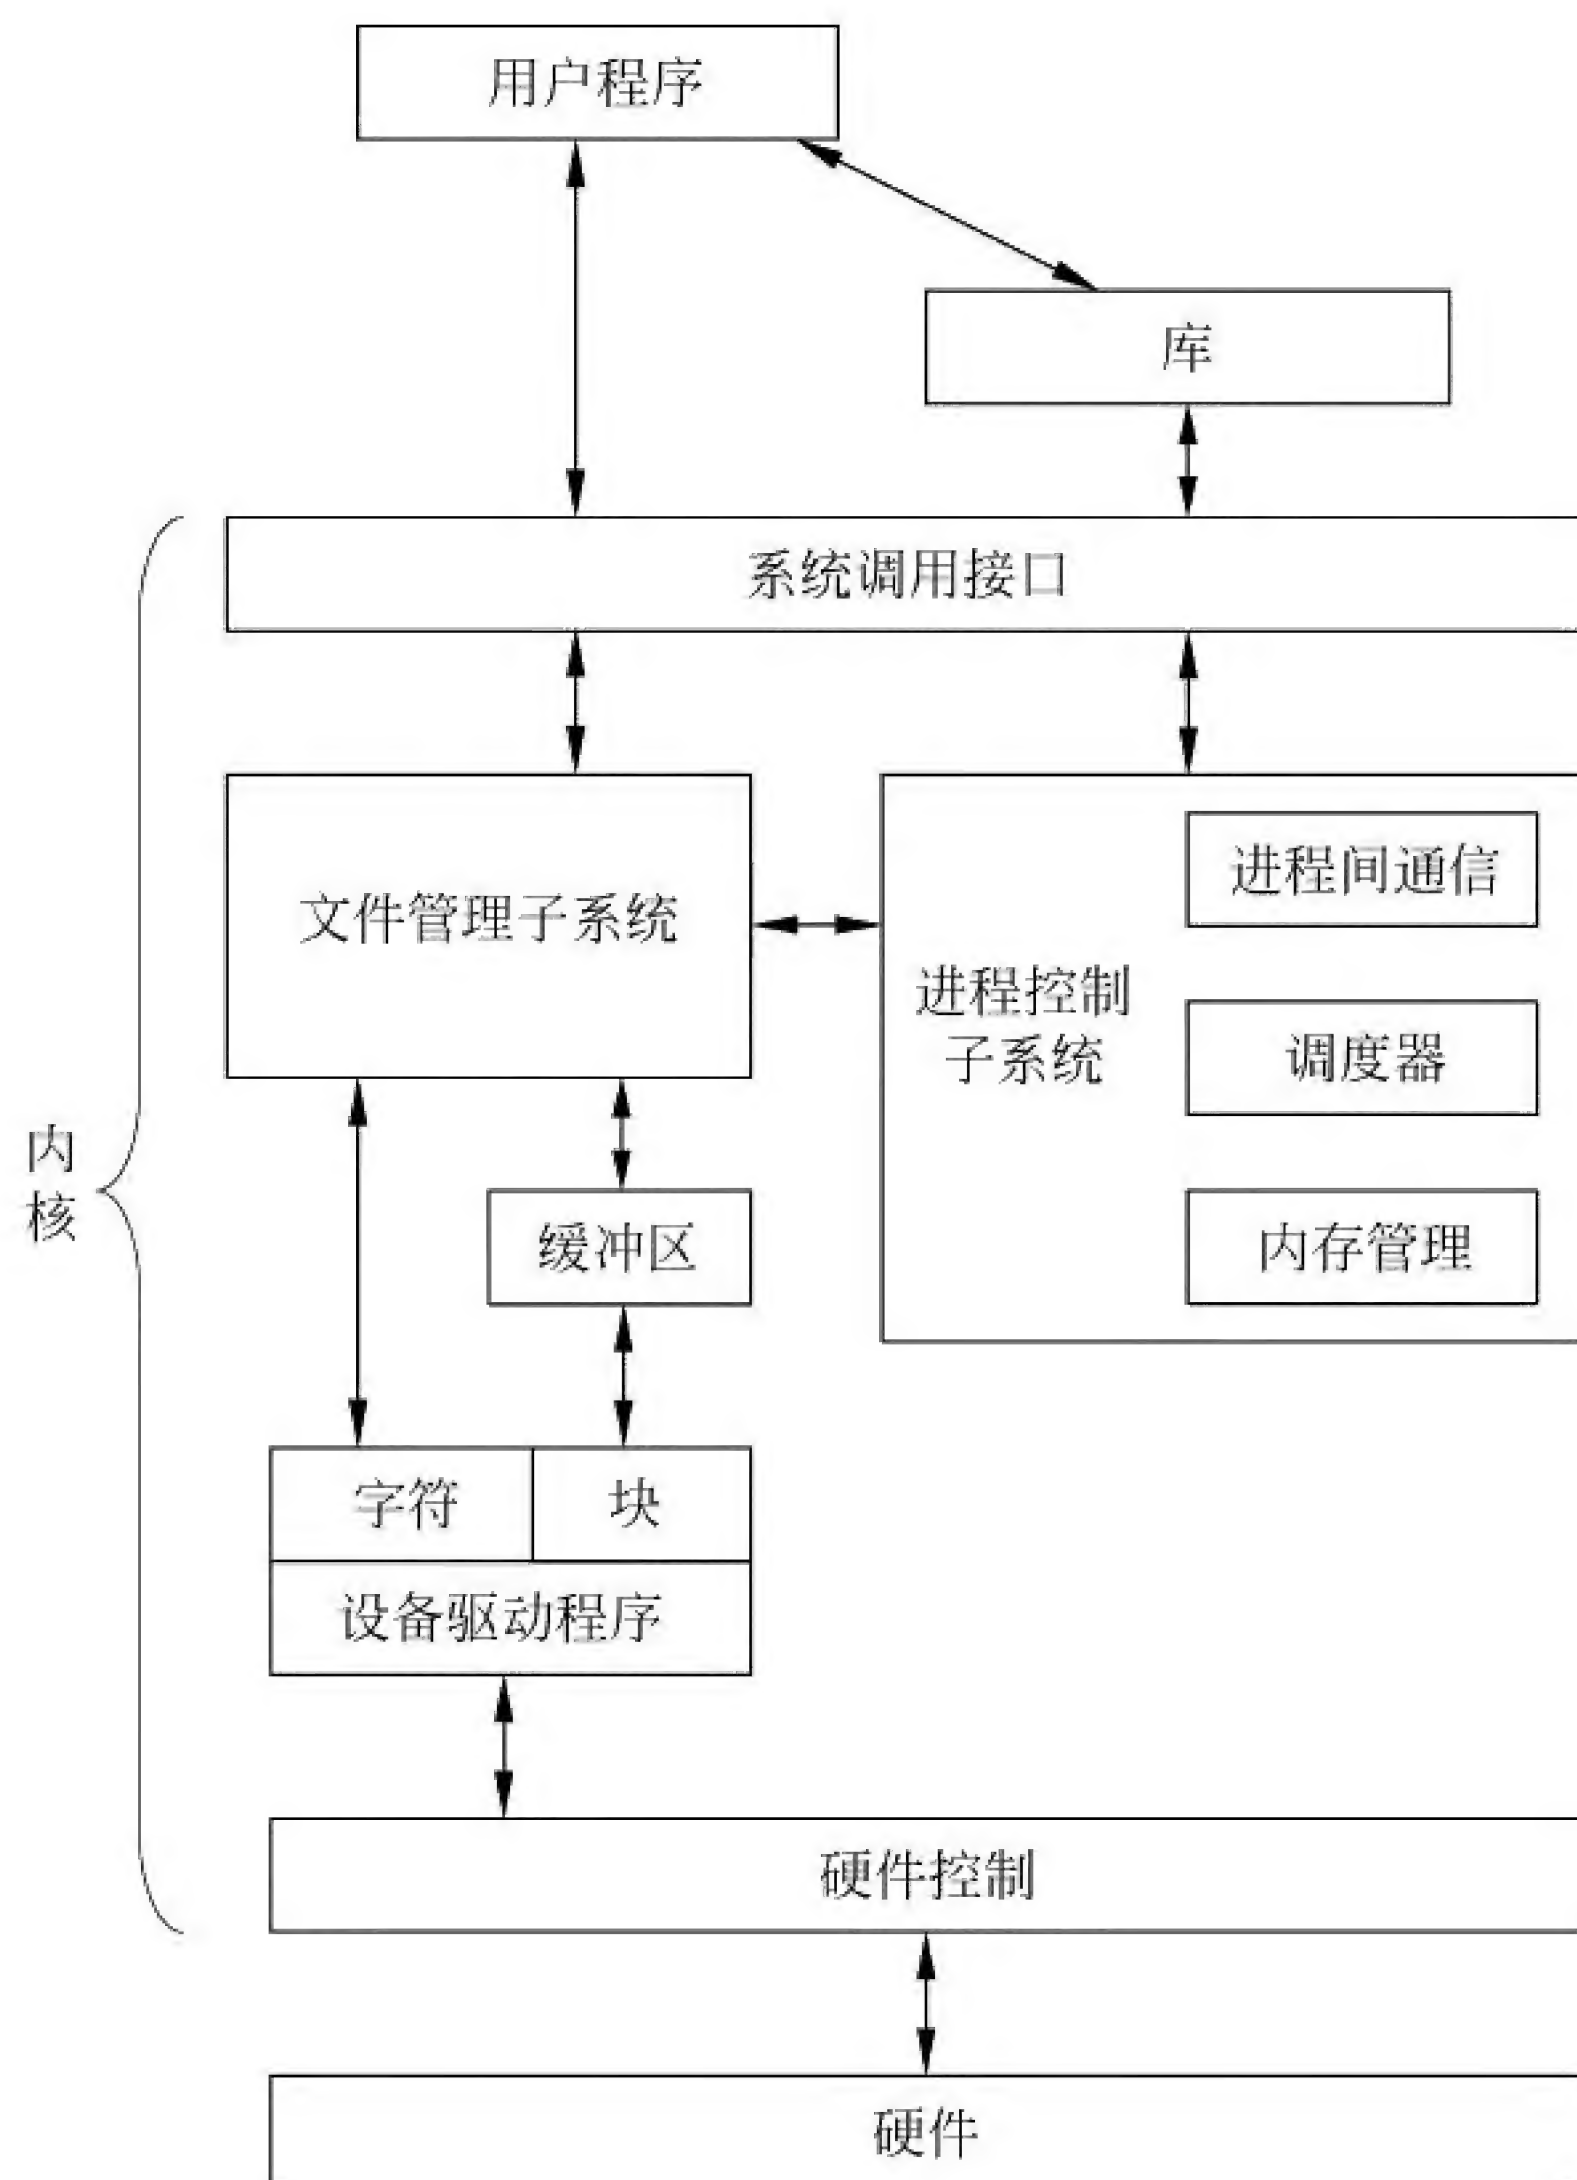 用户程序
库
系统调用接口
文件管理子系统
进程间通信
进程控制
子系统
调度器
内
核
缓冲区
内存管理
字符
块
设备驱动程序
硬件控制
硬件